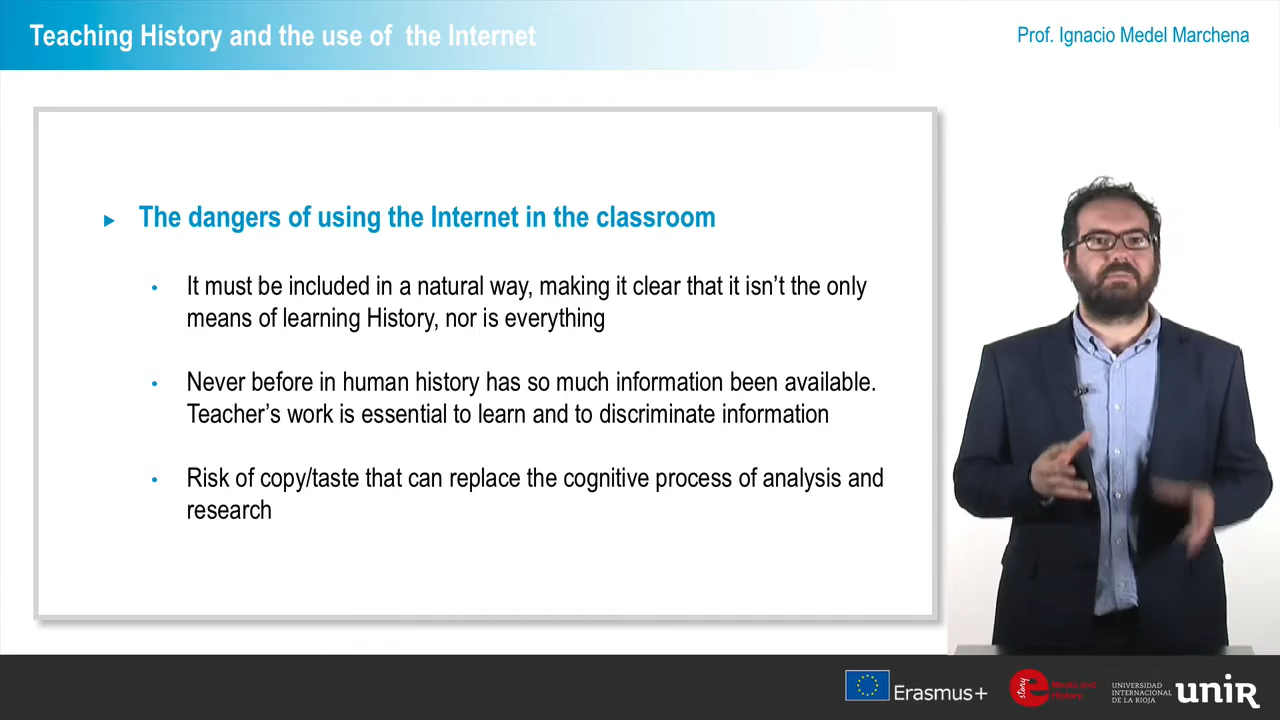 Teaching History and the use of the Internet
Prof. Ignacio Medel Marchena
The dangers of using the Internet in the classroom
It must be included in a natural way, making it clear that it isn’t the only
means of learning History, nor is everything
Never before in human history has so much information been available.
Teacher’s work is essential to learn and to discriminate information
Risk of copy/taste that can replace the cognitive process of analysis and
research
Erasmus+
e
story
Media and
History
UNIVERSIDAD
INTERNACIONAL
DE LA RIOJA
unir